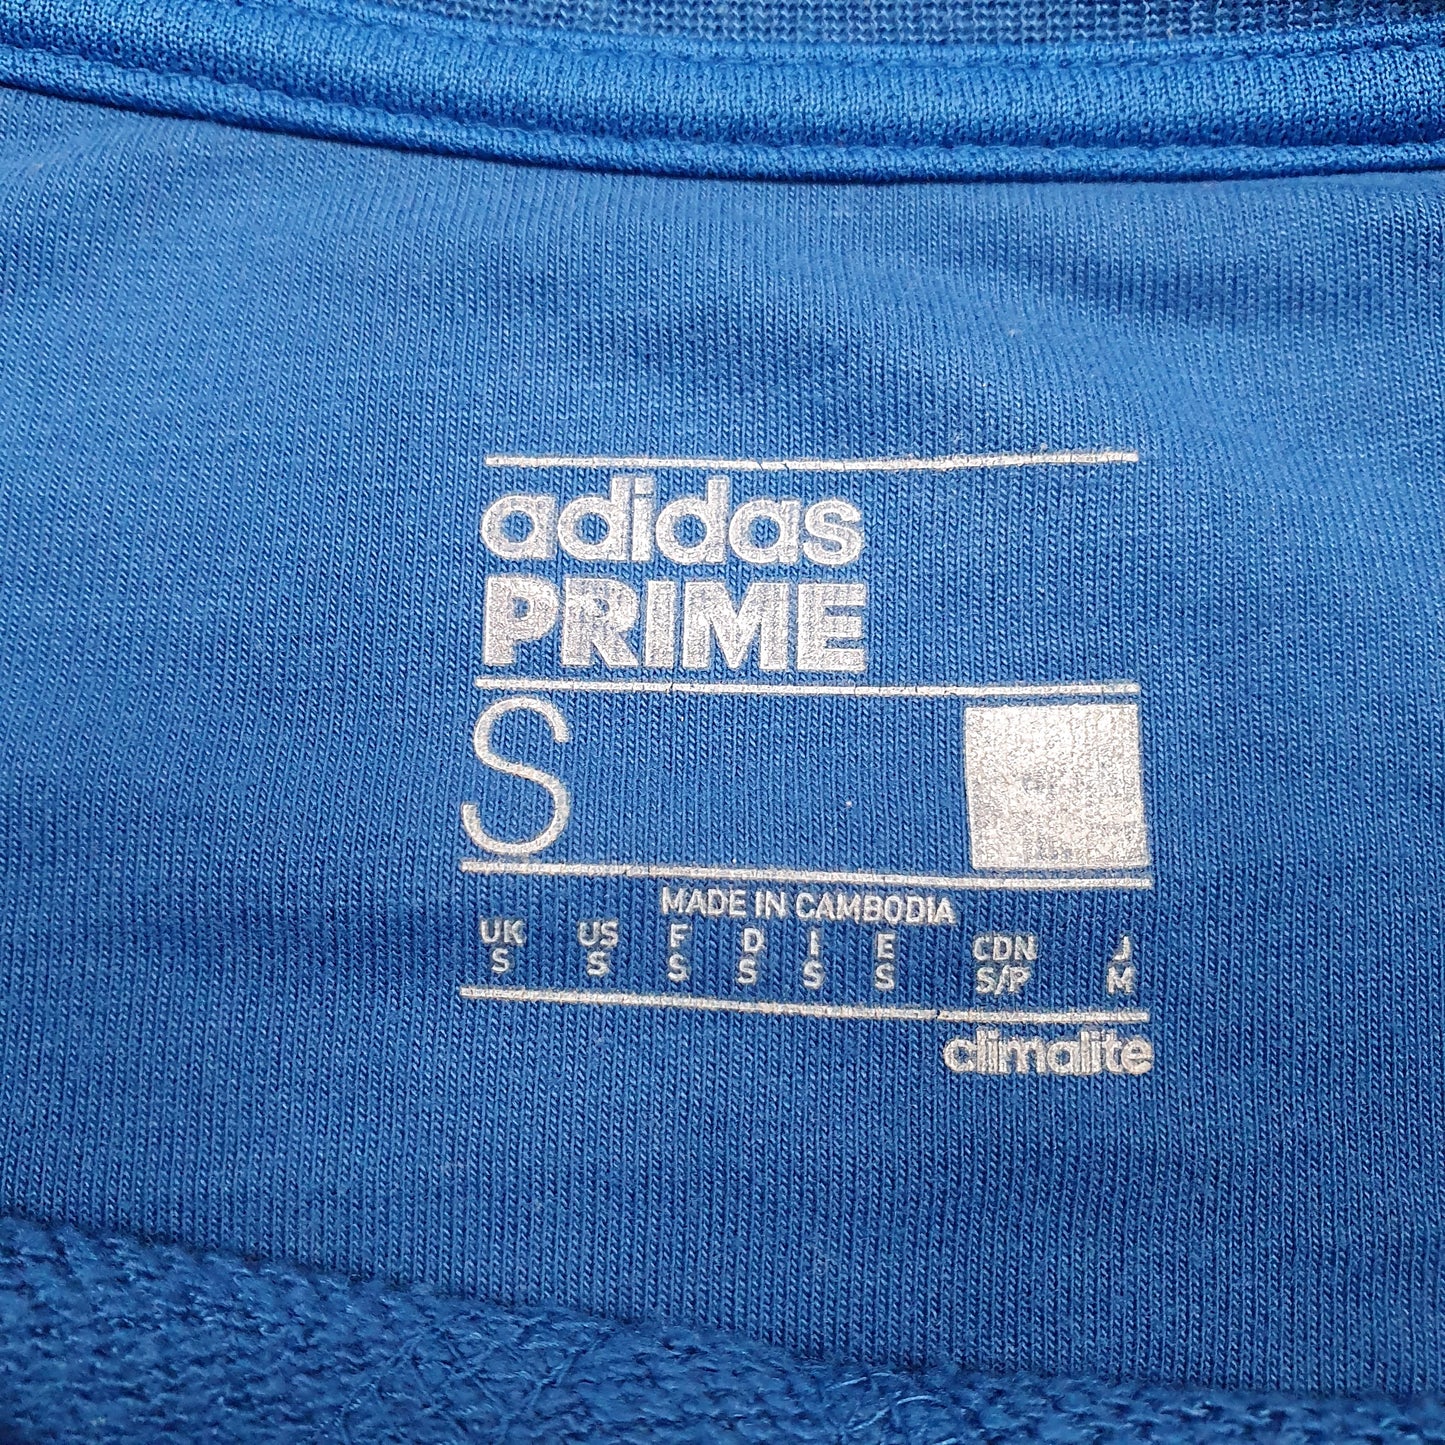 adidas
PRIME
S
MADE IN CAMBODIA
UK US F D I E CDN J
S S S S S S S/P M
climalite